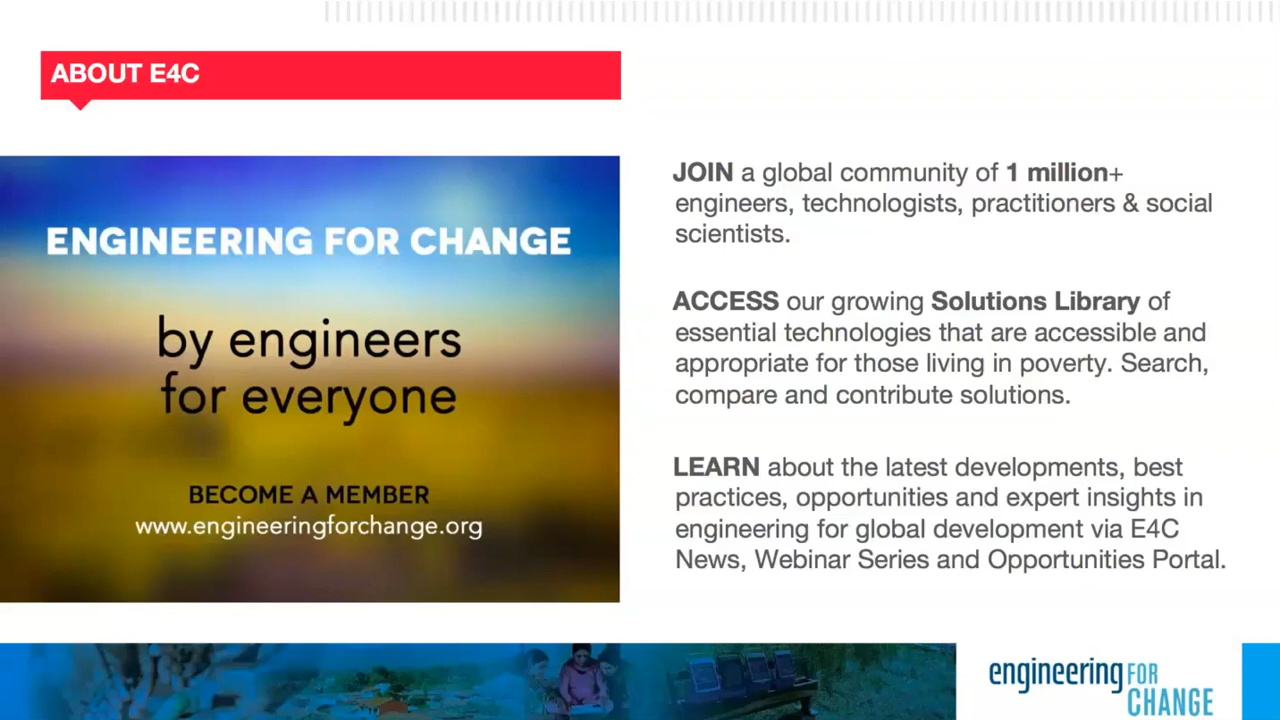 ABOUT E4C
ENGINEERING FOR CHANGE
by engineers
for everyone
BECOME A MEMBER
www.engineeringforchange.org
JOIN a global community of 1 million+
engineers, technologists, practitioners & social
scientists.
ACCESS our growing Solutions Library of
essential technologies that are accessible and
appropriate for those living in poverty. Search,
compare and contribute solutions.
LEARN about the latest developments, best
practices, opportunities and expert insights in
engineering for global development via E4C
News, Webinar Series and Opportunities Portal.
engineering FOR
CHANGE